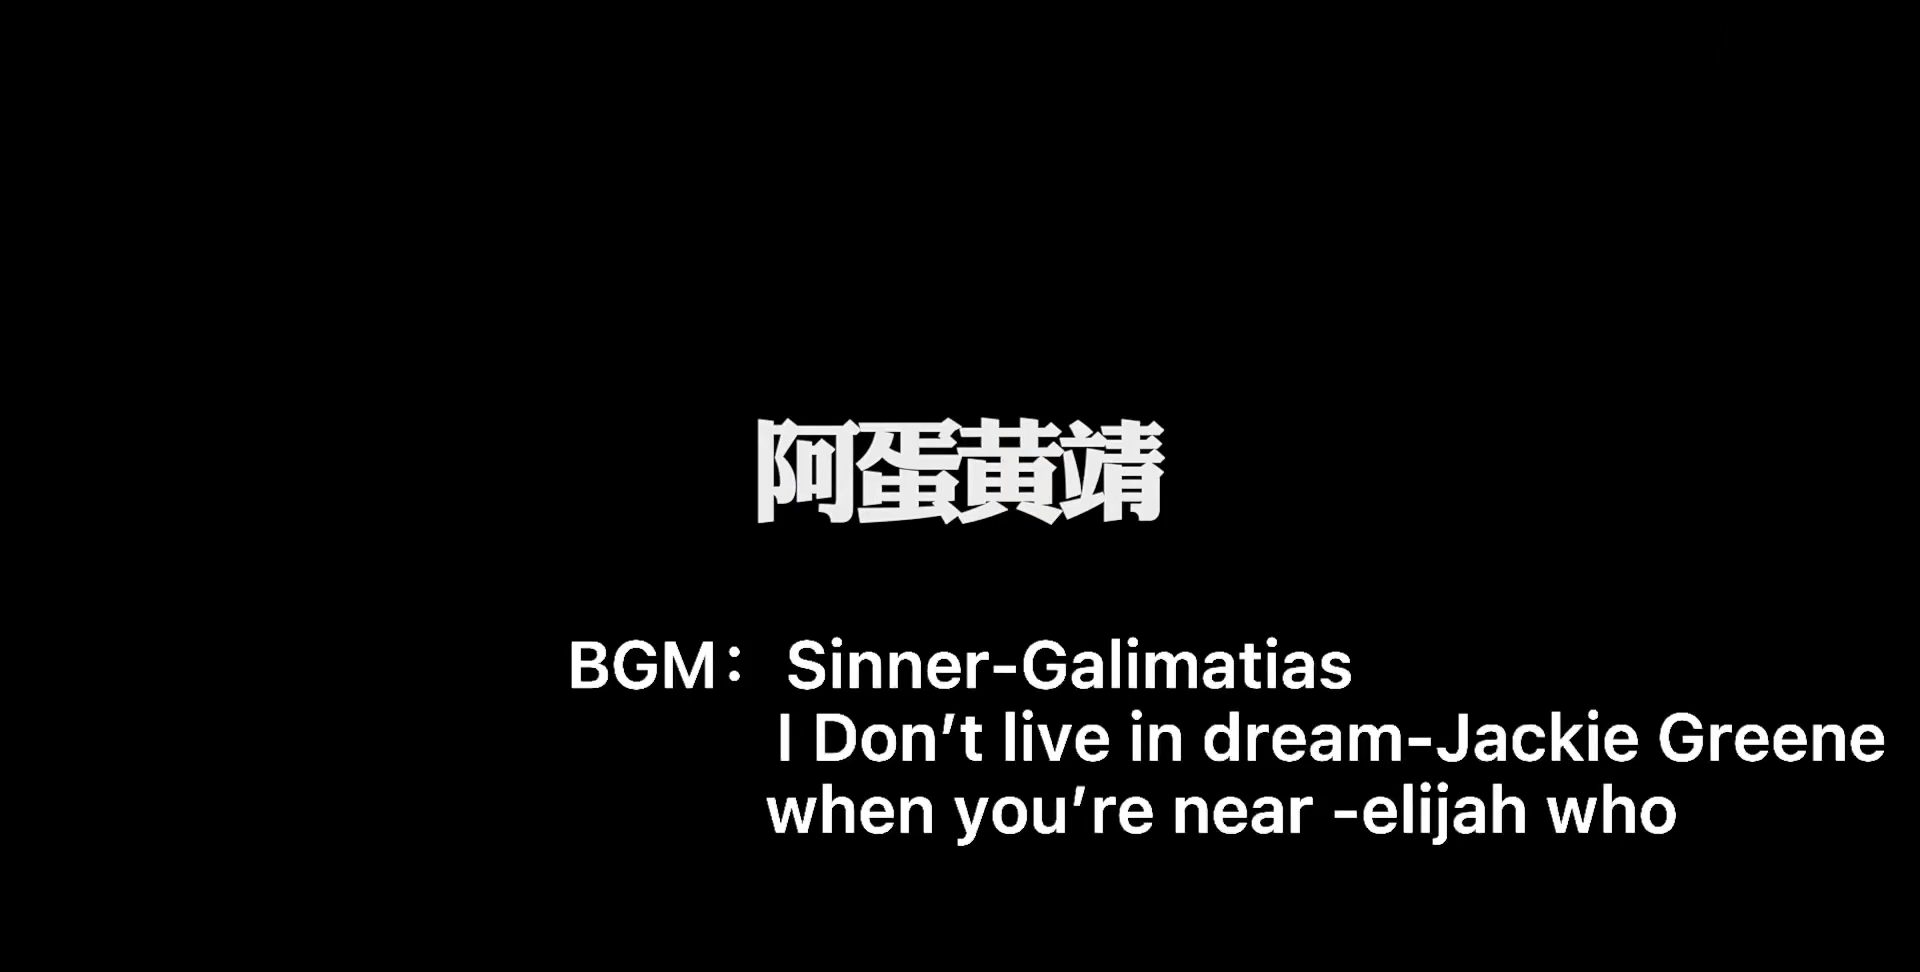 阿蛋黄靖
BGM： Sinner-Galimatias
I Don’t live in dream-Jackie Greene
when you’re near -elijah who